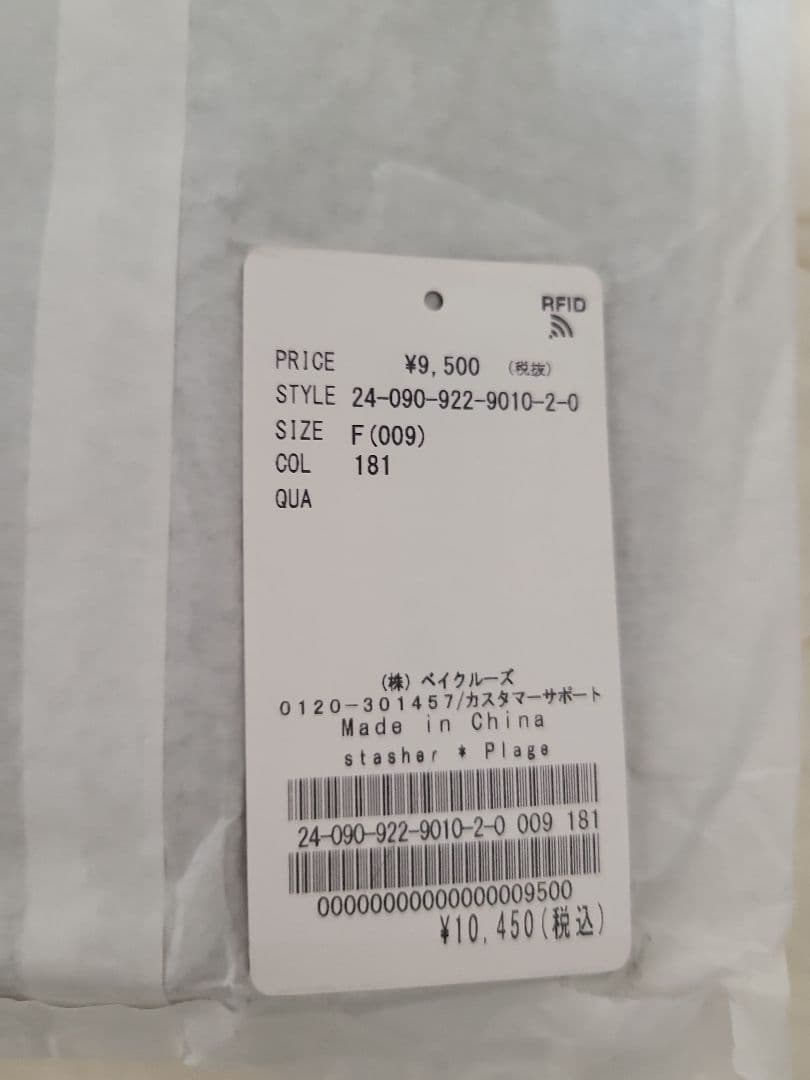 RFID
PRICE ¥9,500 (税抜)
STYLE 24-090-922-9010-2-0
SIZE F(009)
COL 181
QUA
(株) ベイクルーズ
0120-301457/カスタマーサポート
Made in China
stasher * Plage
24-090-922-9010-2-0 009 181
00000000000000009500
¥10,450(税込)